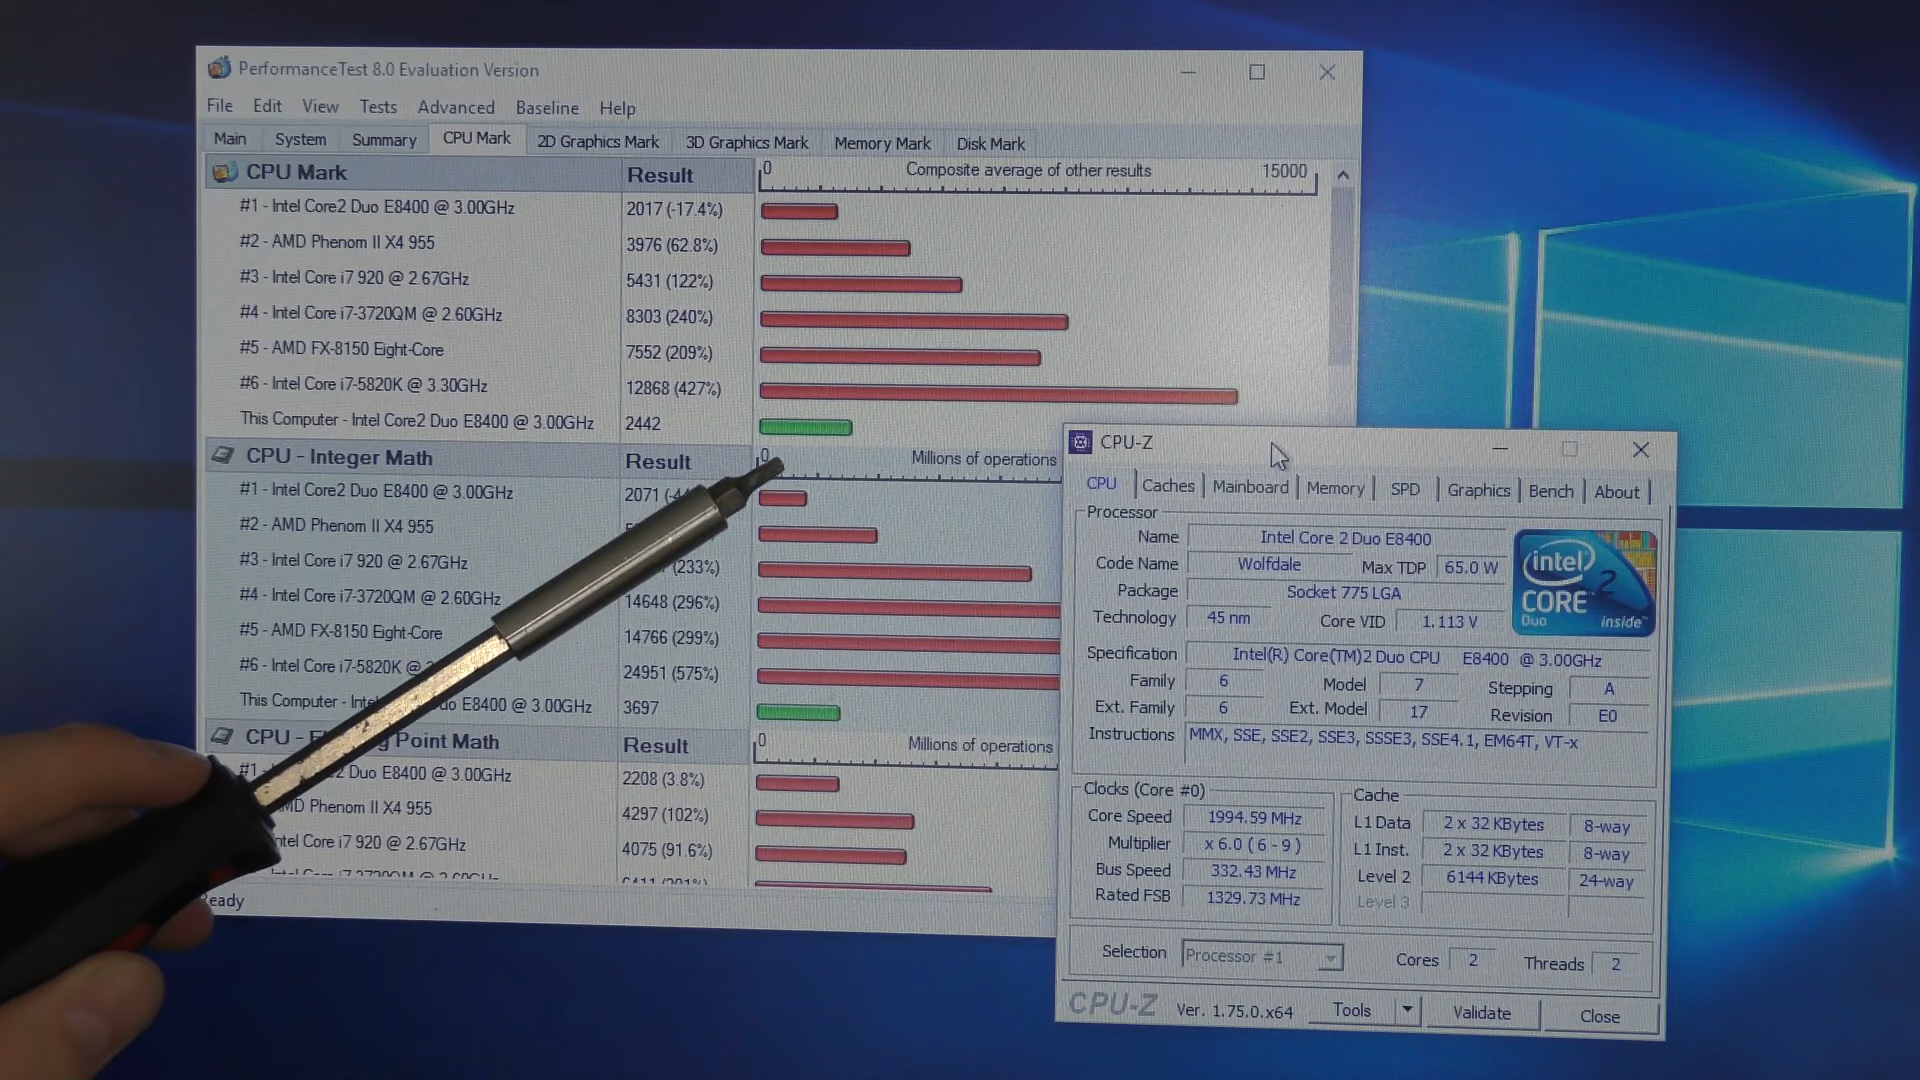 PerformanceTest 8.0 Evaluation Version
File Edit View Tests Advanced Baseline Help
Main System Summary CPU Mark 2D Graphics Mark 3D Graphics Mark Memory Mark Disk Mark
CPU Mark Result 0 Composite average of other results 15000
#1 - Intel Core2 Duo E8400 @ 3.00GHz 2017 (-17.4%)
#2 - AMD Phenom II X4 955 3976 (62.8%)
#3 - Intel Core i7 920 @ 2.67GHz 5431 (122%)
#4 - Intel Core i7-3720QM @ 2.60GHz 8303 (240%)
#5 - AMD FX-8150 Eight-Core 7552 (209%)
#6 - Intel Core i7-5820K @ 3.30GHz 12868 (427%)
This Computer - Intel Core2 Duo E8400 @ 3.00GHz 2442
CPU - Integer Math Result 0 Millions of operations
#1 - Intel Core2 Duo E8400 @ 3.00GHz 2071
#2 - AMD Phenom II X4 955
#3 - Intel Core i7 920 @ 2.67GHz (233%)
#4 - Intel Core i7-3720QM @ 2.60GHz 14648 (296%)
#5 - AMD FX-8150 Eight-Core 14766 (299%)
#6 - Intel Core i7-5820K @ 24951 (575%)
This Computer - E8400 @ 3.00GHz 3697
CPU - Point Math Result 0 Millions of operations
#1 - 2 Duo E8400 @ 3.00GHz 2208 (3.8%)
Phenom II X4 955 4297 (102%)
Intel Core i7 920 @ 2.67GHz 4075 (91.6%)
Ready
CPU-Z
CPU Caches Mainboard Memory SPD Graphics Bench About
Processor
Name Intel Core 2 Duo E8400
Code Name Wolfdale Max TDP 65.0 W
Package Socket 775 LGA
Technology 45 nm Core VID 1.113 V
intel
CORE 2
Duo inside™
Specification Intel(R) Core(TM)2 Duo CPU E8400 @ 3.00GHz
Family 6 Model 7 Stepping A
Ext. Family 6 Ext. Model 17 Revision E0
Instructions MMX, SSE, SSE2, SSE3, SSSE3, SSE4.1, EM64T, VT-x
Clocks (Core #0)
Core Speed 1994.59 MHz
Multiplier x 6.0 ( 6 - 9 )
Bus Speed 332.43 MHz
Rated FSB 1329.73 MHz
Cache
L1 Data 2 x 32 KBytes 8-way
L1 Inst. 2 x 32 KBytes 8-way
Level 2 6144 KBytes 24-way
Level 3
Selection Processor #1 Cores 2 Threads 2
CPU-Z Ver. 1.75.0.x64 Tools Validate Close